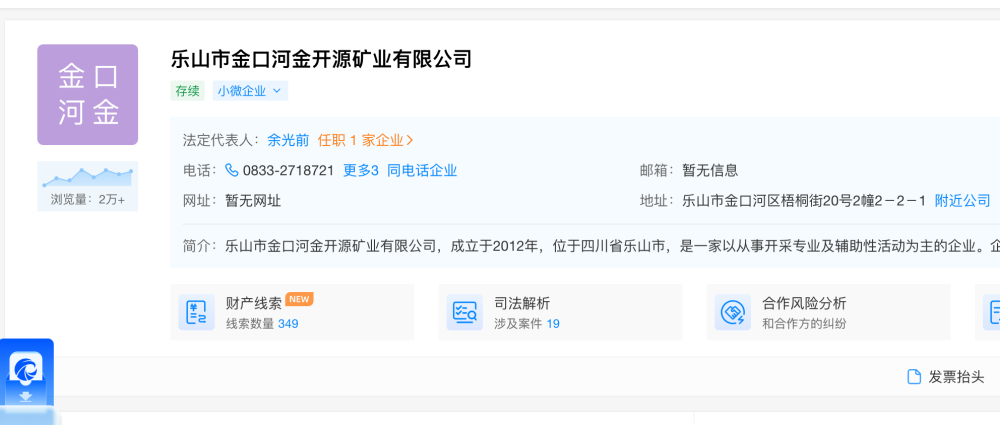 金口
河金
乐山市金口河金开源矿业有限公司
存续 小微企业
浏览量：2万+
法定代表人： 余光前 任职 1 家企业
电话： 0833-2718721 更多3 同电话企业 邮箱： 暂无信息
网址： 暂无网址 地址： 乐山市金口河区梧桐街20号2幢2－2－1 附近公司
简介： 乐山市金口河金开源矿业有限公司，成立于2012年，位于四川省乐山市，是一家以从事开采专业及辅助性活动为主的企业。企
财产线索 NEW 司法解析 合作风险分析
线索数量 349 涉及案件 19 和合作方的纠纷
发票抬头